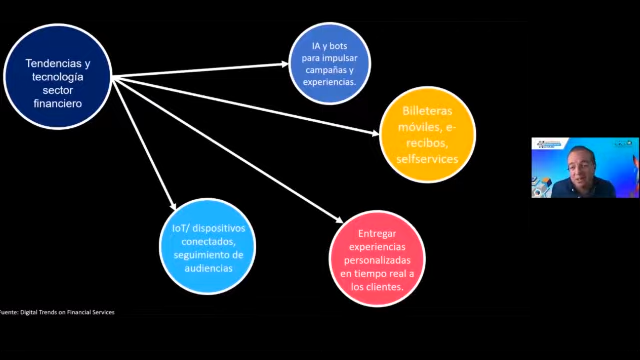 Tendencias y
tecnología
sector
financiero
IA y bots
para impulsar
campañas y
experiencias.
Billeteras
móviles, e-
recibos,
selfservices
IoT/ dispositivos
conectados,
seguimiento de
audiencias
Entregar
experiencias
personalizadas
en tiempo real a
los clientes.
Fuente: Digital Trends on Financial Services